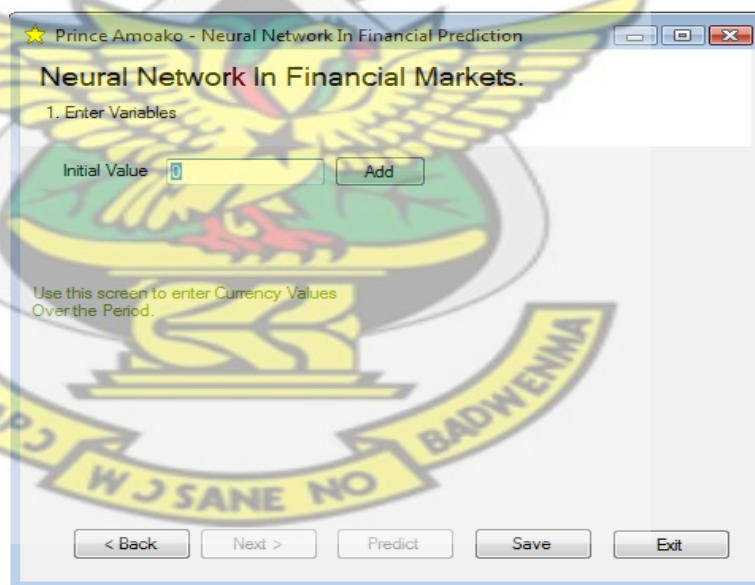 Prince Amoako - Neural Network In Financial Prediction
Neural Network In Financial Markets.
1. Enter Variables
Initial Value 0 Add
Use this screen to enter Currency Values
Over the Period.
BADWENMA
W Ɔ SANE NO
< Back Next > Predict Save Exit